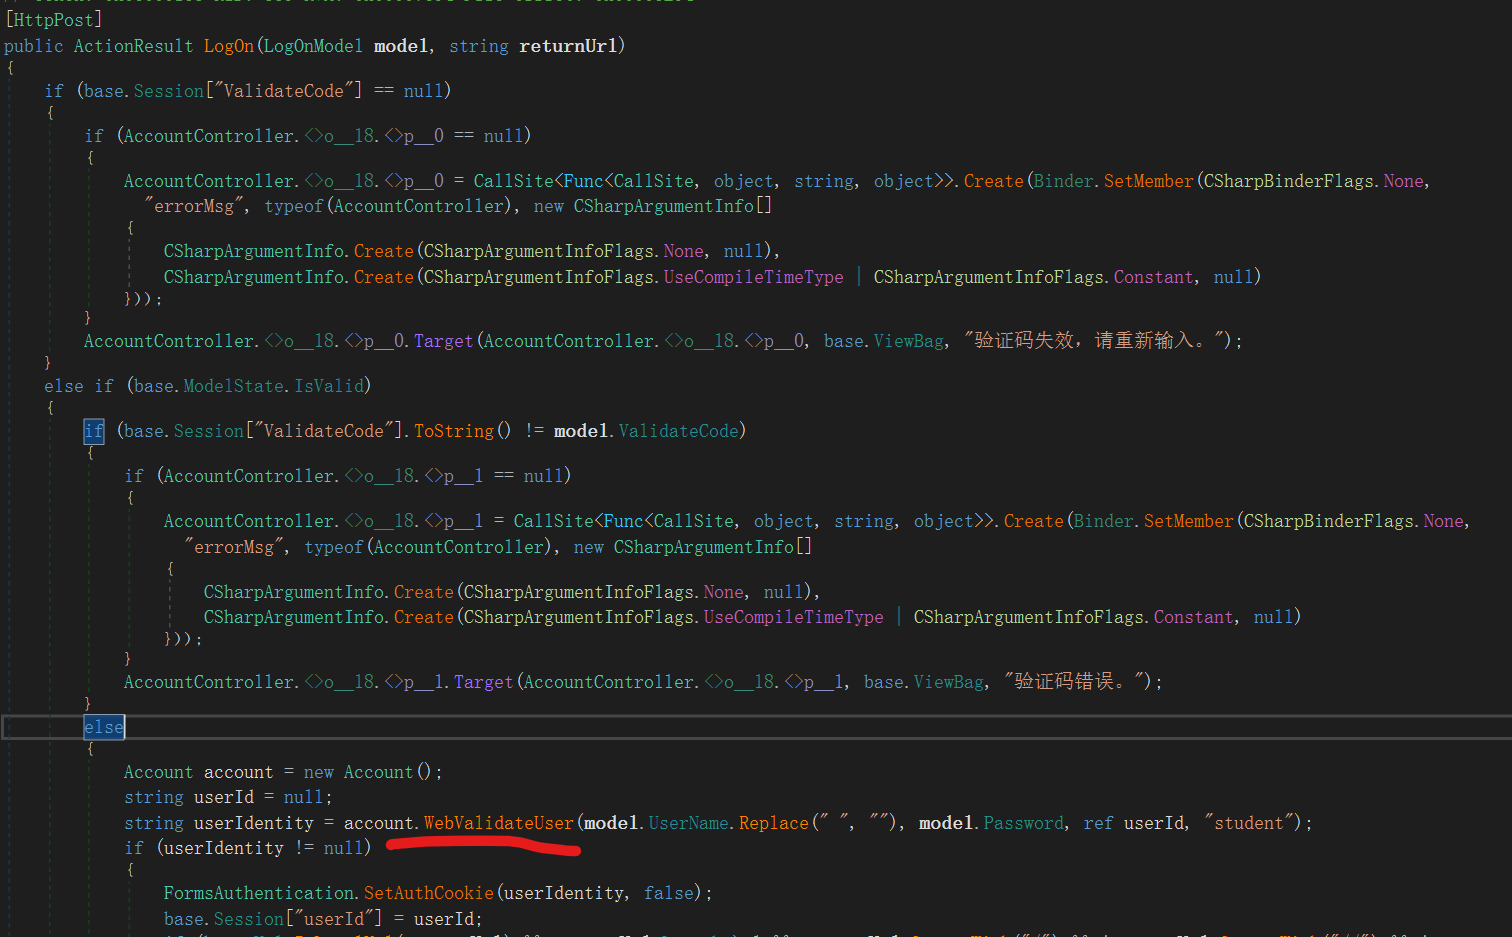 [HttpPost]
public ActionResult LogOn(LogOnModel model, string returnUrl)
{
if (base.Session["ValidateCode"] == null)
{
if (AccountController.<>o__18.<>p__0 == null)
{
AccountController.<>o__18.<>p__0 = CallSite<Func<CallSite, object, string, object>>.Create(Binder.SetMember(CSharpBinderFlags.None,
"errorMsg", typeof(AccountController), new CSharpArgumentInfo[]
{
CSharpArgumentInfo.Create(CSharpArgumentInfoFlags.None, null),
CSharpArgumentInfo.Create(CSharpArgumentInfoFlags.UseCompileTimeType | CSharpArgumentInfoFlags.Constant, null)
}));
}
AccountController.<>o__18.<>p__0.Target(AccountController.<>o__18.<>p__0, base.ViewBag, "验证码失效，请重新输入。");
}
else if (base.ModelState.IsValid)
{
if (base.Session["ValidateCode"].ToString() != model.ValidateCode)
{
if (AccountController.<>o__18.<>p__1 == null)
{
AccountController.<>o__18.<>p__1 = CallSite<Func<CallSite, object, string, object>>.Create(Binder.SetMember(CSharpBinderFlags.None,
"errorMsg", typeof(AccountController), new CSharpArgumentInfo[]
{
CSharpArgumentInfo.Create(CSharpArgumentInfoFlags.None, null),
CSharpArgumentInfo.Create(CSharpArgumentInfoFlags.UseCompileTimeType | CSharpArgumentInfoFlags.Constant, null)
}));
}
AccountController.<>o__18.<>p__1.Target(AccountController.<>o__18.<>p__1, base.ViewBag, "验证码错误。");
}
else
{
Account account = new Account();
string userId = null;
string userIdentity = account.WebValidateUser(model.UserName.Replace(" ", ""), model.Password, ref userId, "student");
if (userIdentity != null)
{
FormsAuthentication.SetAuthCookie(userIdentity, false);
base.Session["userId"] = userId;